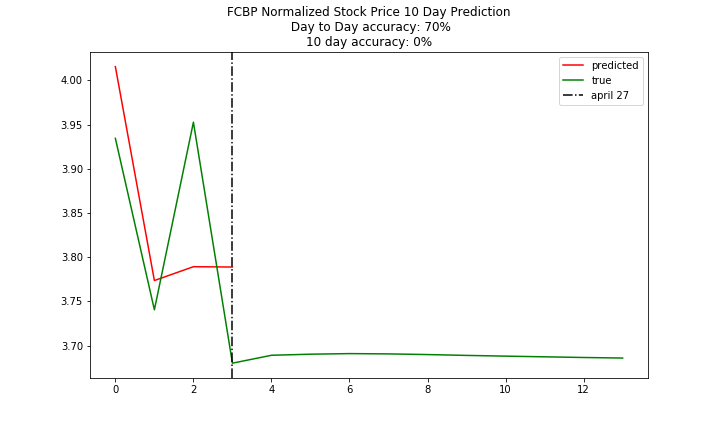 FCBP Normalized Stock Price 10 Day Prediction
Day to Day accuracy: 70%
10 day accuracy: 0%
predicted
true
april 27
4.00
3.95
3.90
3.85
3.80
3.75
3.70
0 2 4 6 8 10 12